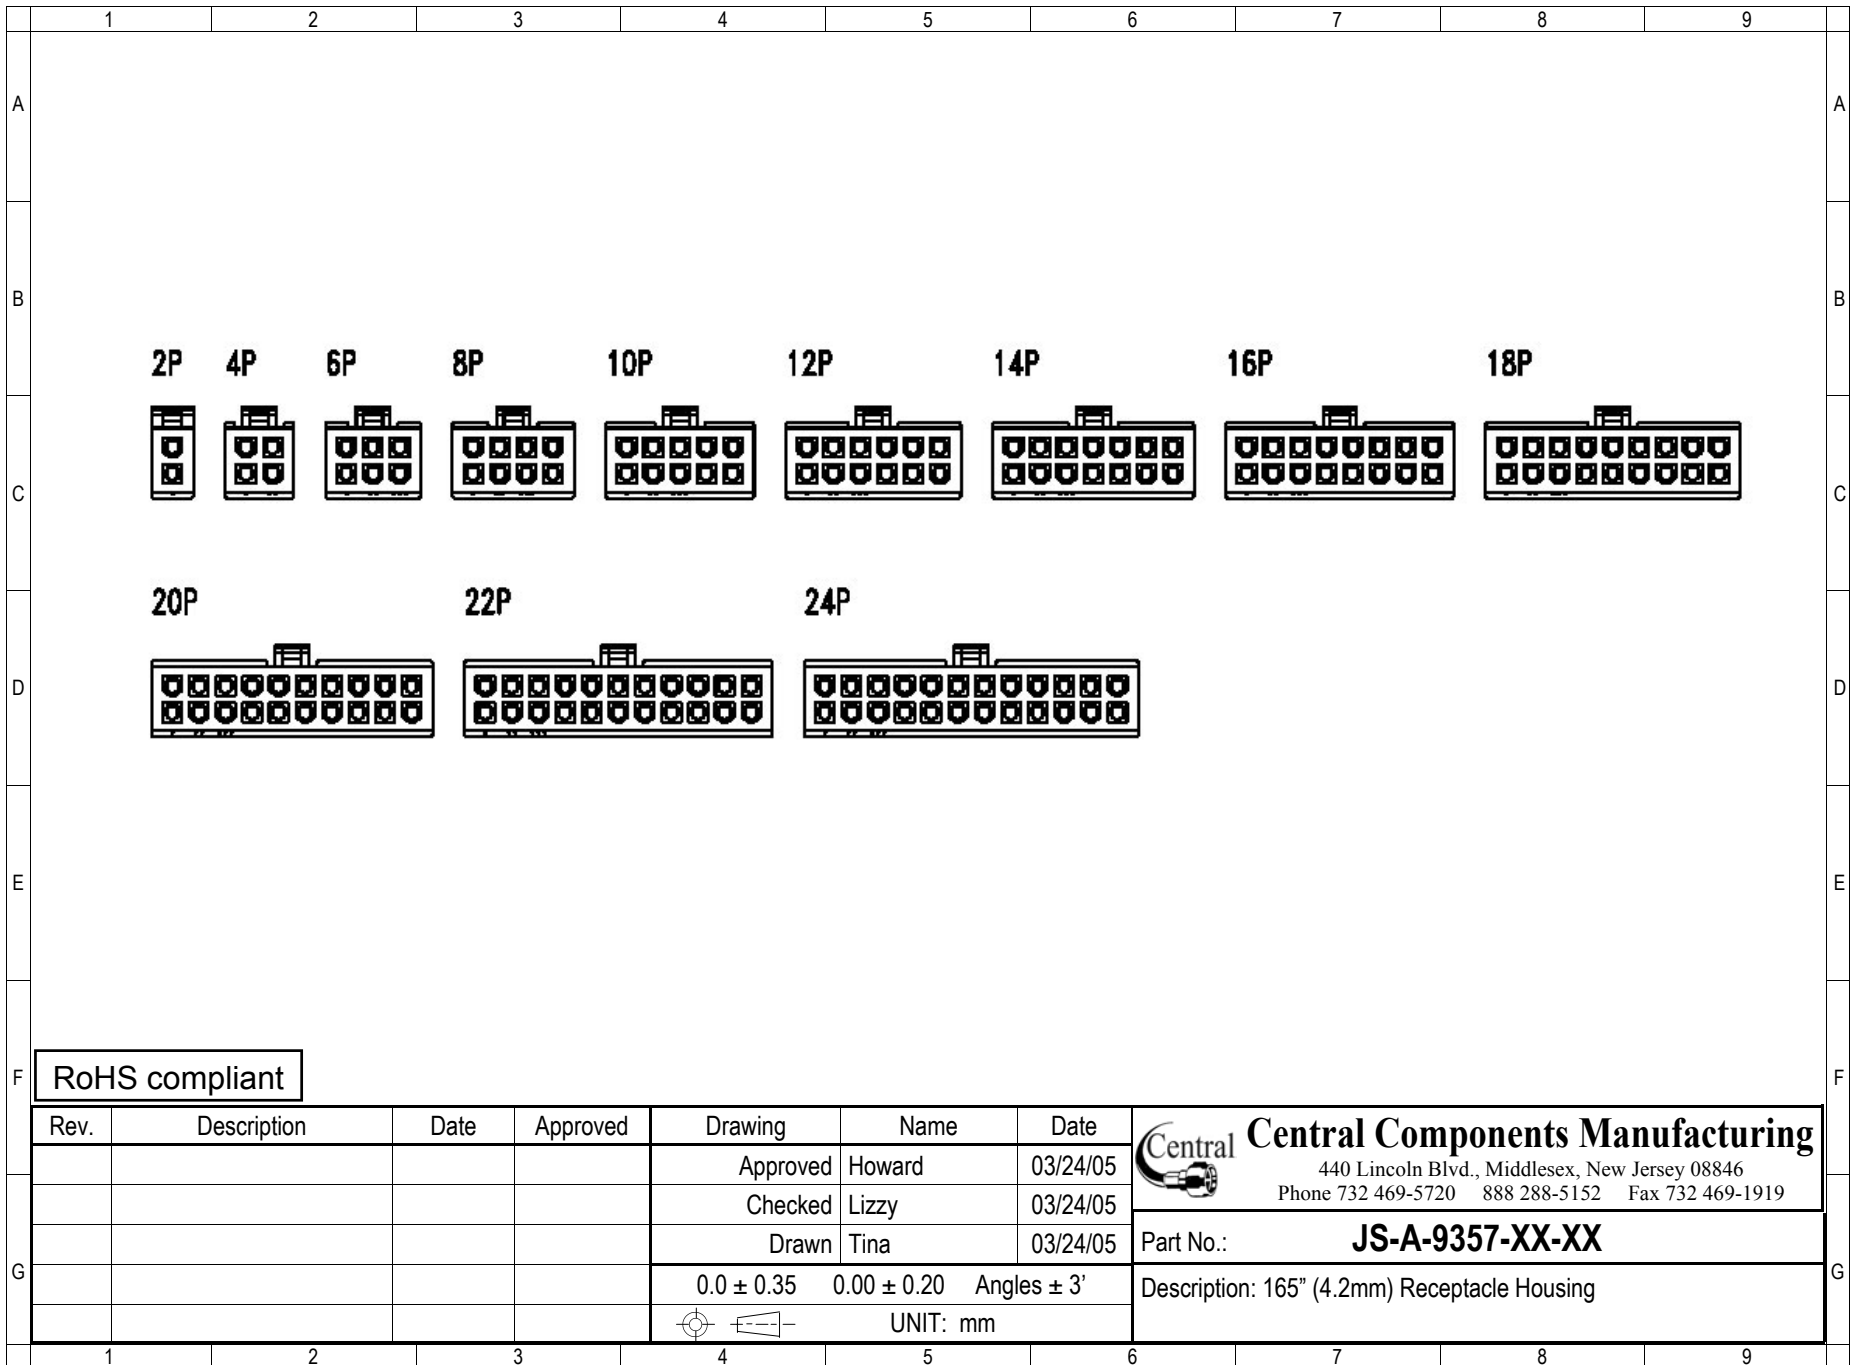 1 2 3 4 5 6 7 8 9
A A
B B
2P 4P 6P 8P 10P 12P 14P 16P 18P
C C
20P 22P 24P
D D
E E
F F
RoHS compliant
Rev. Description Date Approved
Drawing Name Date
Approved Howard 03/24/05
Checked Lizzy 03/24/05
Drawn Tina 03/24/05
0.0 ± 0.35 0.00 ± 0.20 Angles ± 3’
UNIT: mm
Central
Central Components Manufacturing
440 Lincoln Blvd., Middlesex, New Jersey 08846
Phone 732 469-5720 888 288-5152 Fax 732 469-1919
Part No.: JS-A-9357-XX-XX
Description: 165” (4.2mm) Receptacle Housing
G G
1 2 3 4 5 6 7 8 9